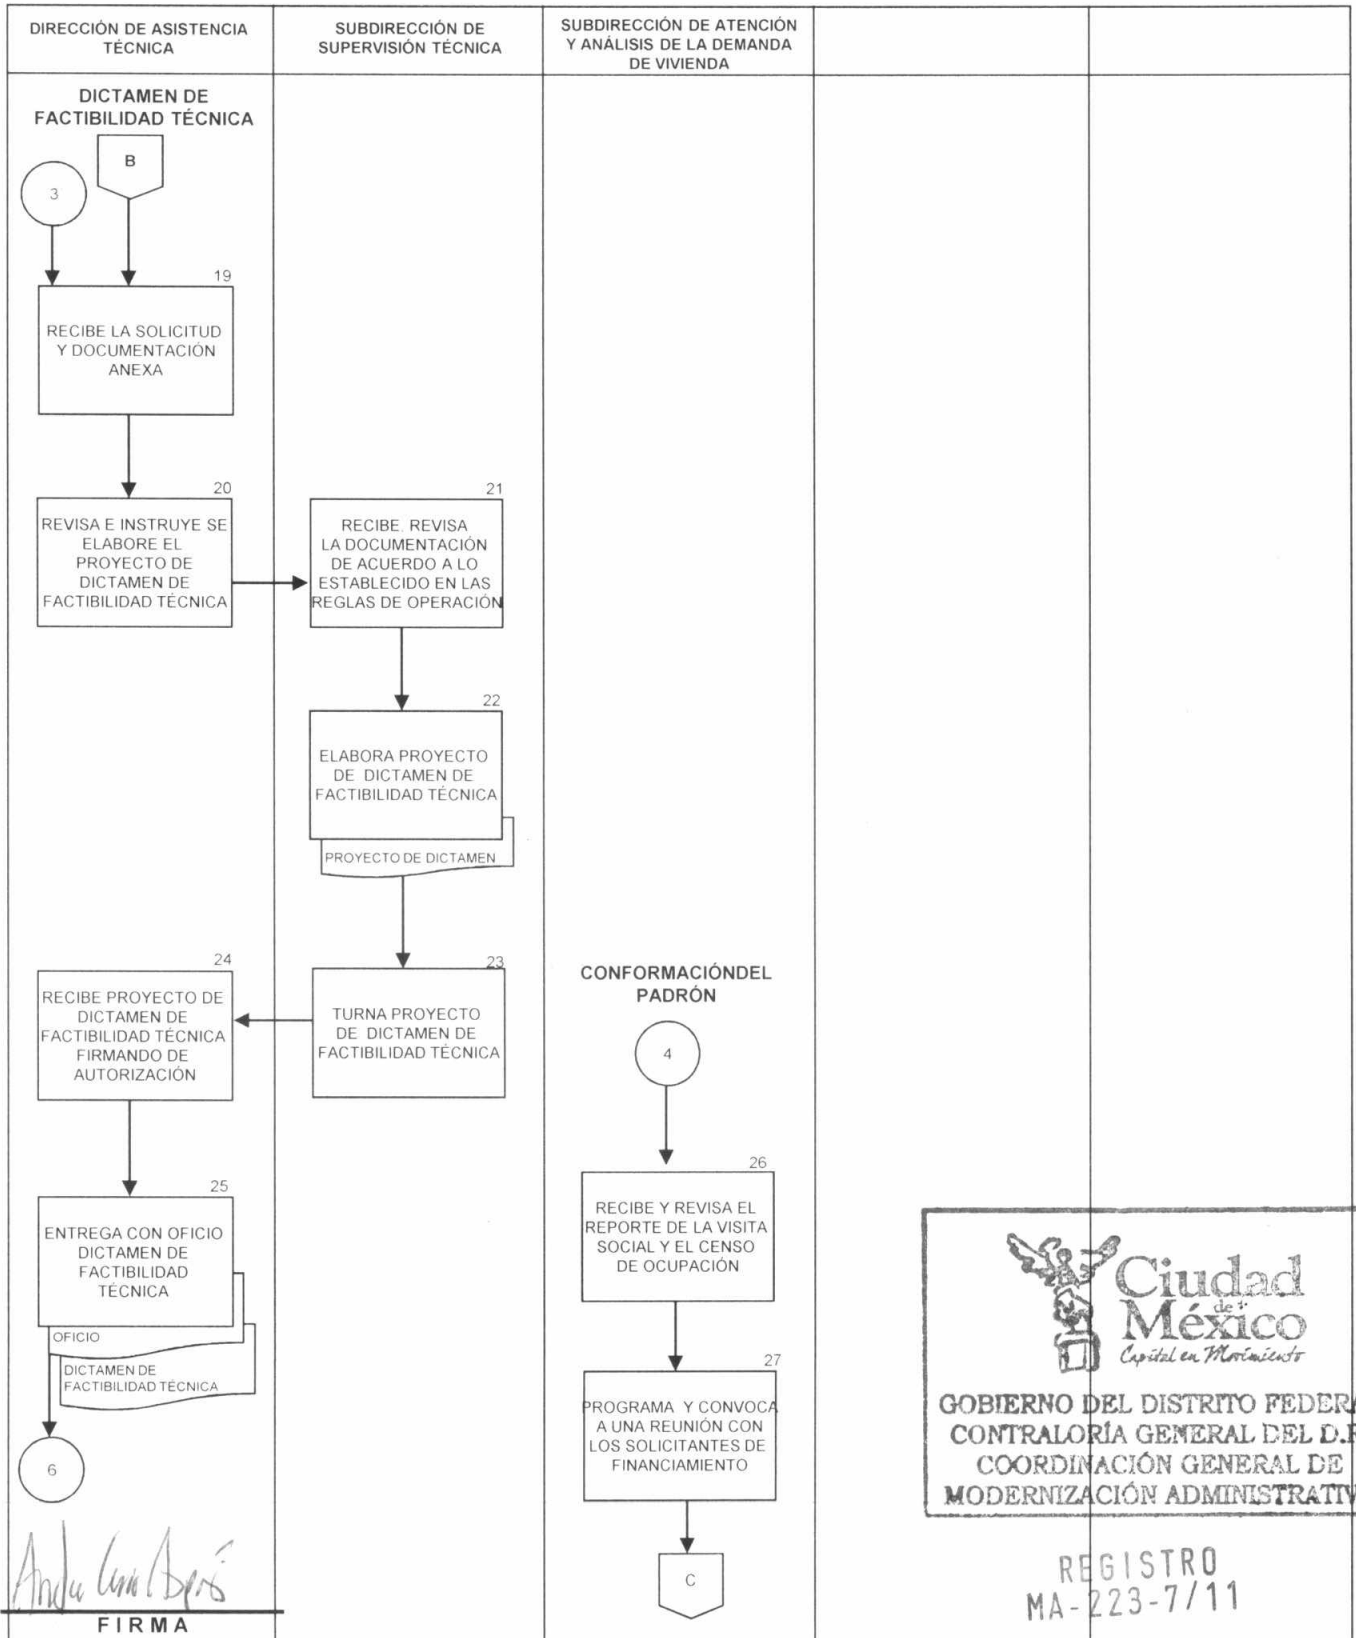 DIRECCIÓN DE ASISTENCIA
TÉCNICA
SUBDIRECCIÓN DE
SUPERVISIÓN TÉCNICA
SUBDIRECCIÓN DE ATENCIÓN
Y ANÁLISIS DE LA DEMANDA
DE VIVIENDA
DICTAMEN DE
FACTIBILIDAD TÉCNICA
B
3
19
RECIBE LA SOLICITUD
Y DOCUMENTACIÓN
ANEXA
20
REVISA E INSTRUYE SE
ELABORE EL
PROYECTO DE
DICTAMEN DE
FACTIBILIDAD TÉCNICA
21
RECIBE. REVISA
LA DOCUMENTACIÓN
DE ACUERDO A LO
ESTABLECIDO EN LAS
REGLAS DE OPERACIÓN
22
ELABORA PROYECTO
DE DICTAMEN DE
FACTIBILIDAD TÉCNICA
PROYECTO DE DICTAMEN
23
TURNA PROYECTO
DE DICTAMEN DE
FACTIBILIDAD TÉCNICA
24
RECIBE PROYECTO DE
DICTAMEN DE
FACTIBILIDAD TÉCNICA
FIRMANDO DE
AUTORIZACIÓN
25
ENTREGA CON OFICIO
DICTAMEN DE
FACTIBILIDAD
TÉCNICA
OFICIO
DICTAMEN DE
FACTIBILIDAD TÉCNICA
6
FIRMA
CONFORMACIÓNDEL
PADRÓN
4
26
RECIBE Y REVISA EL
REPORTE DE LA VISITA
SOCIAL Y EL CENSO
DE OCUPACIÓN
27
PROGRAMA Y CONVOCA
A UNA REUNIÓN CON
LOS SOLICITANTES DE
FINANCIAMIENTO
C
Ciudad
de
México
Capital en Movimiento
GOBIERNO DEL DISTRITO FEDERA
CONTRALORÍA GENERAL DEL D.F
COORDINACIÓN GENERAL DE
MODERNIZACIÓN ADMINISTRATIV
REGISTRO
MA-223-7/11